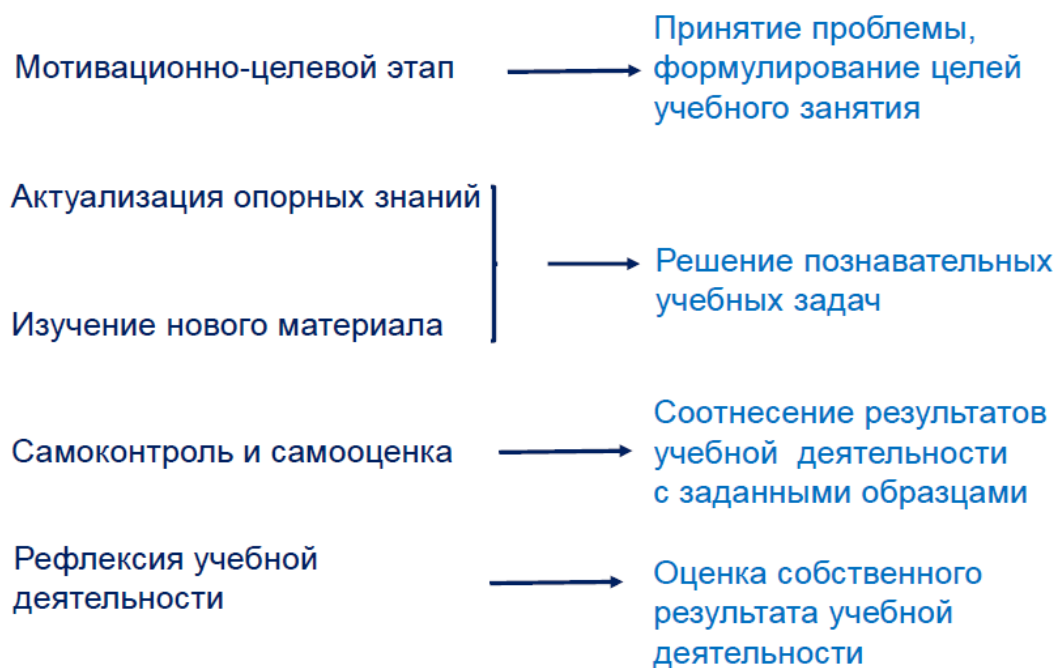 Мотивационно-целевой этап
Принятие проблемы,
формулирование целей
учебного занятия
Актуализация опорных знаний
Изучение нового материала
Решение познавательных
учебных задач
Самоконтроль и самооценка
Соотнесение результатов
учебной деятельности
с заданными образцами
Рефлексия учебной
деятельности
Оценка собственного
результата учебной
деятельности